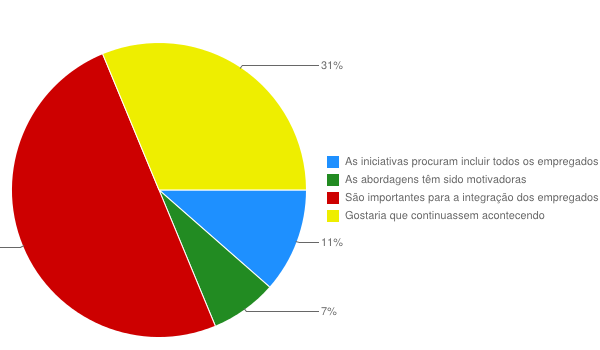 31%
As iniciativas procuram incluir todos os empregados
As abordagens têm sido motivadoras
São importantes para a integração dos empregados
Gostaria que continuassem acontecendo
11%
7%